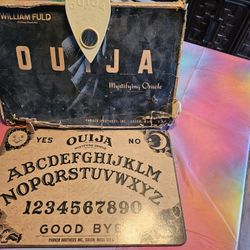 WILLIAM FULD
OUIJA
Mystifying Oracle
PARKER BROTHERS, INC.
YES OUIJA NO
ABCDEFGHIJKLM
NOPQRSTUVWXYZ
1234567890
GOOD BYE
PARKER BROTHERS INC. SALEM, MASS.